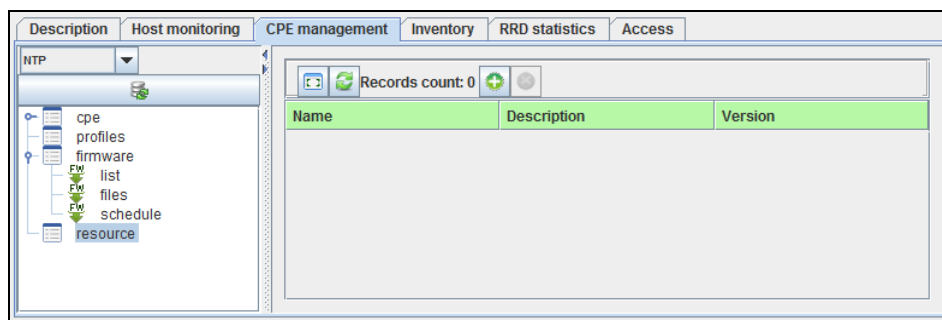 Description Host monitoring CPE management Inventory RRD statistics Access
NTP
Records count: 0
Name Description Version
cpe
profiles
firmware
FW list
FW files
FW schedule
resource